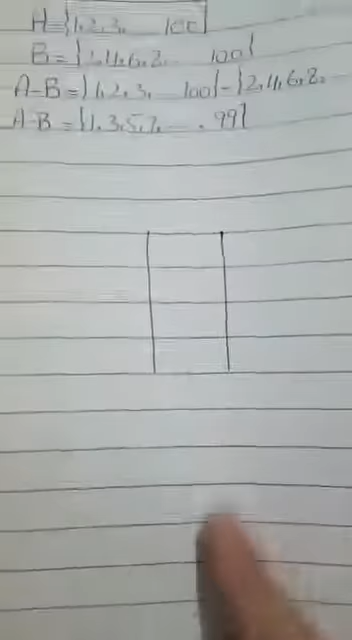 A={1,2,3, 100}
B={2,4,6,8... 100}
A-B={1,2,3, 100}-{2,4,6,8.
A-B={1,3,5,7, ... , 99}